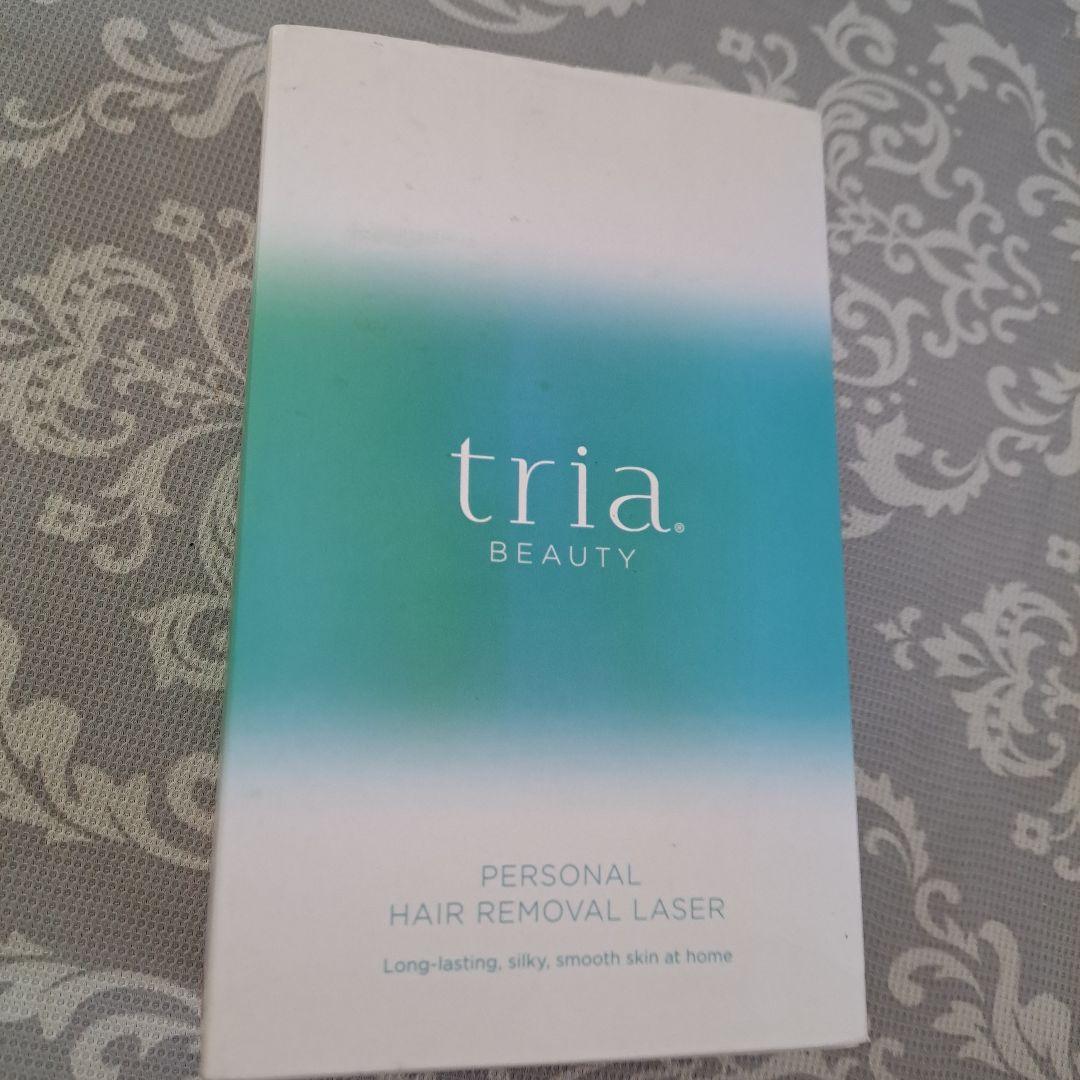 tria®
BEAUTY
PERSONAL
HAIR REMOVAL LASER
Long-lasting, silky, smooth skin at home